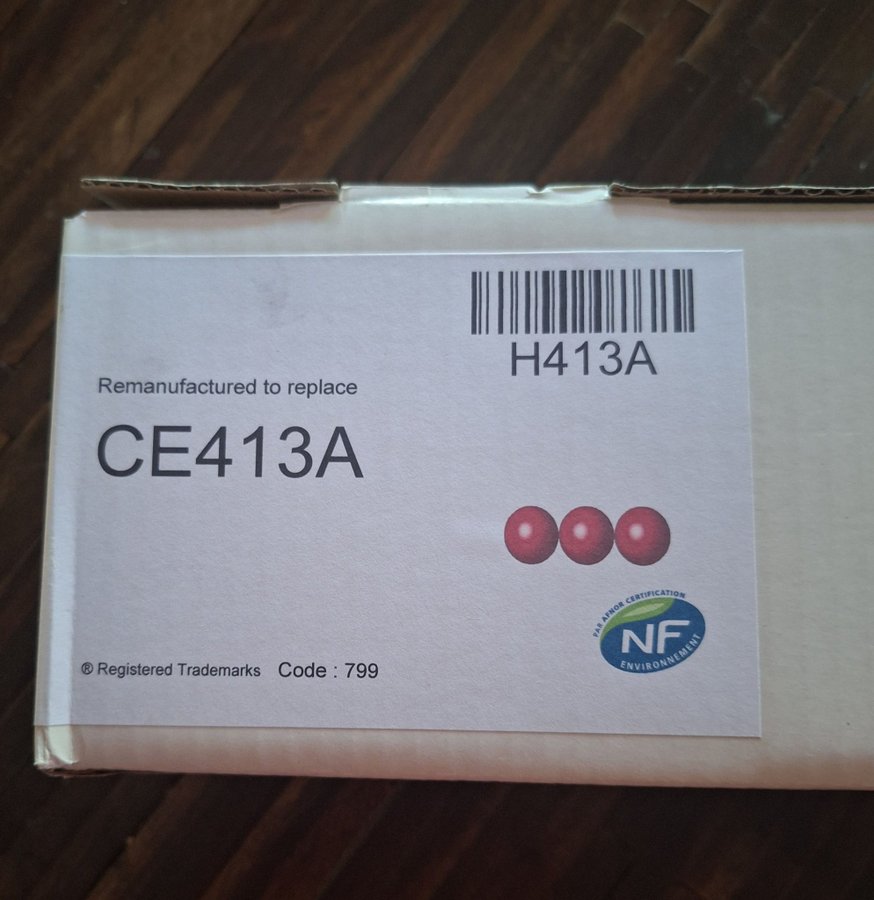 H413A
Remanufactured to replace
CE413A
PAR AFNOR CERTIFICATION
NF
ENVIRONNEMENT
® Registered Trademarks Code : 799